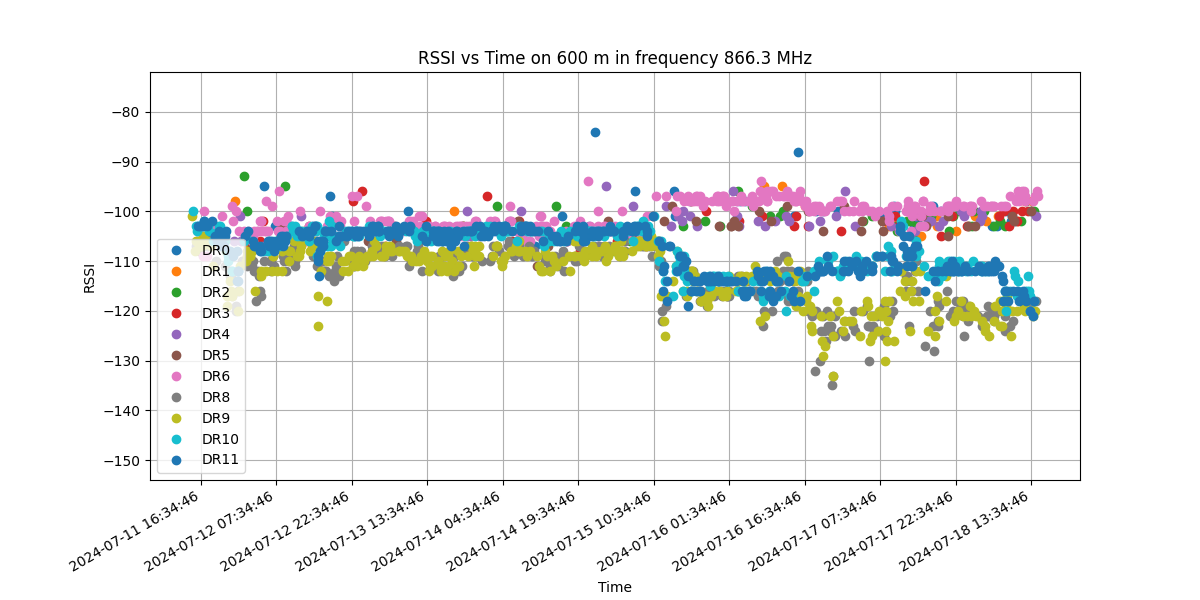 RSSI vs Time on 600 m in frequency 866.3 MHz
RSSI
−80
−90
−100
−110
−120
−130
−140
−150
DR0
DR1
DR2
DR3
DR4
DR5
DR6
DR8
DR9
DR10
DR11
2024-07-11 16:34:46
2024-07-12 07:34:46
2024-07-12 22:34:46
2024-07-13 13:34:46
2024-07-14 04:34:46
2024-07-14 19:34:46
2024-07-15 10:34:46
2024-07-16 01:34:46
2024-07-16 16:34:46
2024-07-17 07:34:46
2024-07-17 22:34:46
2024-07-18 13:34:46
Time